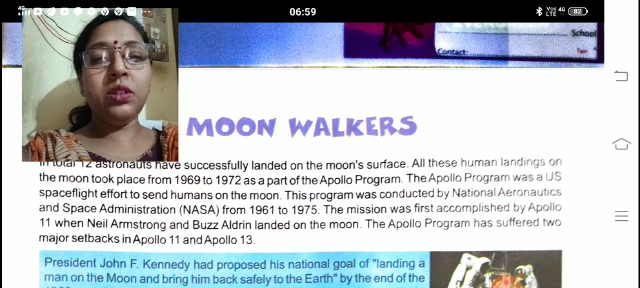 4G
06:59
VoI) 4G
LTE
82
School
Contact:
Sign
MOON WALKERS
In total 12 astronauts have successfully landed on the moon's surface. All these human landings on
the moon took place from 1969 to 1972 as a part of the Apollo Program. The Apollo Program was a US
spaceflight effort to send humans on the moon. This program was conducted by National Aeronautics
and Space Administration (NASA) from 1961 to 1975. The mission was first accomplished by Apollo
11 when Neil Armstrong and Buzz Aldrin landed on the moon. The Apollo Program has suffered two
major setbacks in Apollo 11 and Apollo 13.
President John F. Kennedy had proposed his national goal of "landing a
man on the Moon and bring him back safely to the Earth" by the end of the